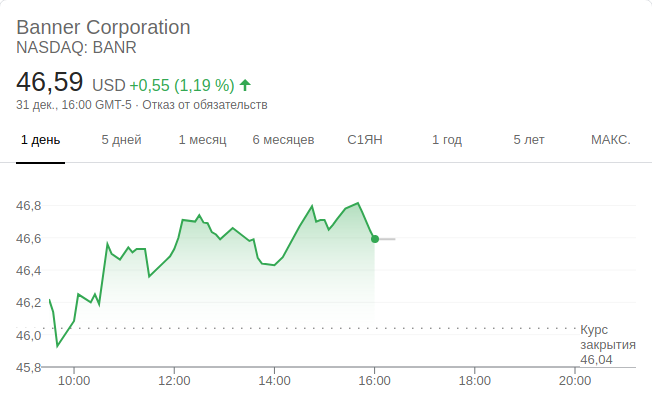 Banner Corporation
NASDAQ: BANR
46,59 USD +0,55 (1,19 %)
31 дек., 16:00 GMT-5 · Отказ от обязательств
1 день 5 дней 1 месяц 6 месяцев С1ЯН 1 год 5 лет МАКС.
46,8
46,6
46,4
46,2
46,0
45,8
Курс
закрытия
46,04
10:00 12:00 14:00 16:00 18:00 20:00